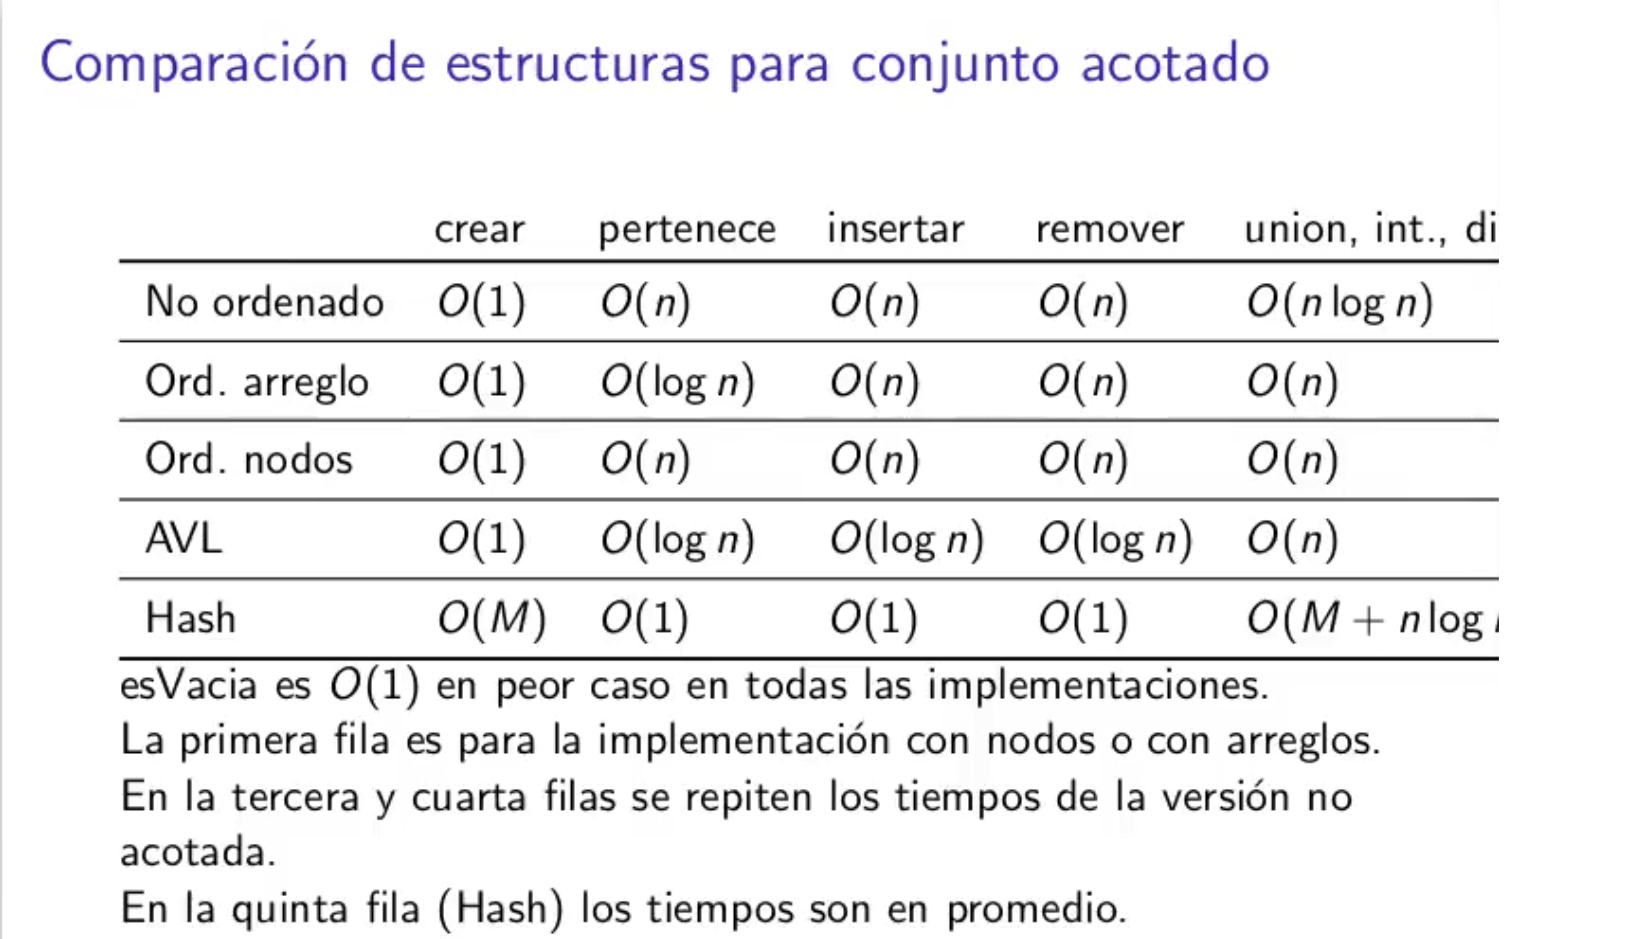 Comparación de estructuras para conjunto acotado
crear pertenece insertar remover union, int., di
No ordenado O(1) O(n) O(n) O(n) O(n log n)
Ord. arreglo O(1) O(log n) O(n) O(n) O(n)
Ord. nodos O(1) O(n) O(n) O(n) O(n)
AVL O(1) O(log n) O(log n) O(log n) O(n)
Hash O(M) O(1) O(1) O(1) O(M + n log
esVacia es O(1) en peor caso en todas las implementaciones.
La primera fila es para la implementación con nodos o con arreglos.
En la tercera y cuarta filas se repiten los tiempos de la versión no
acotada.
En la quinta fila (Hash) los tiempos son en promedio.